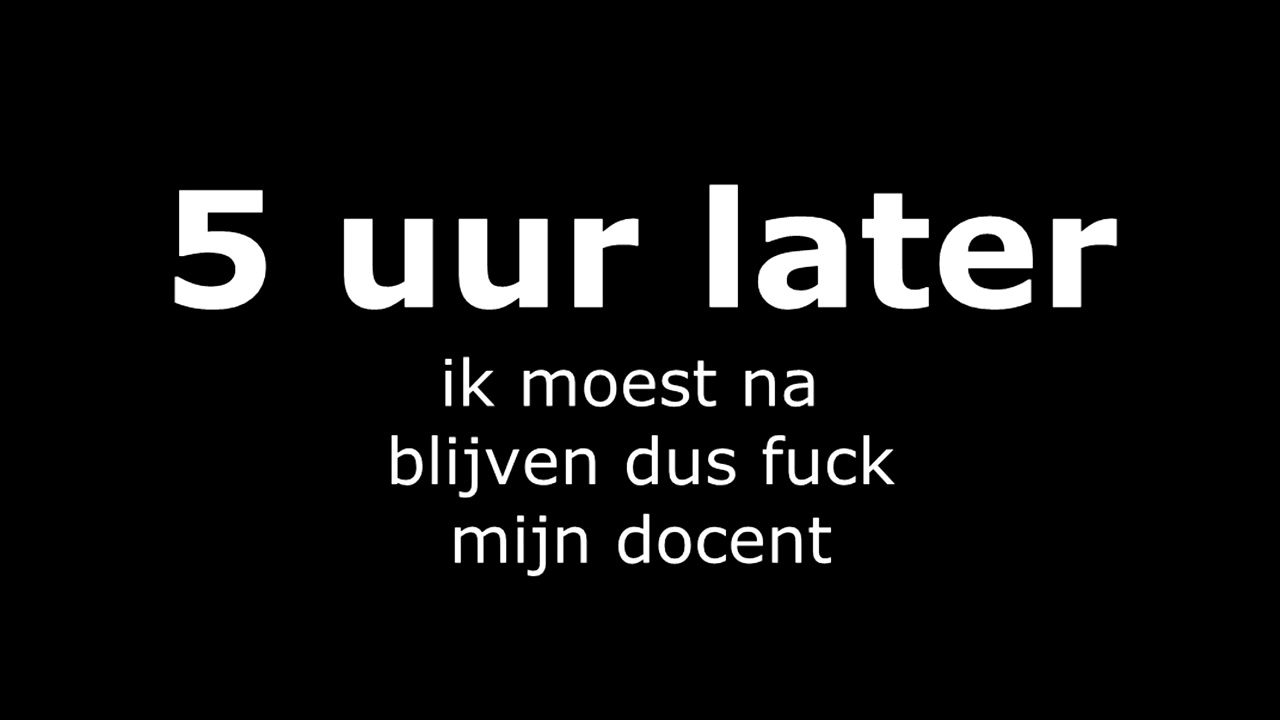 5 uur later
ik moest na
blijven dus fuck
mijn docent